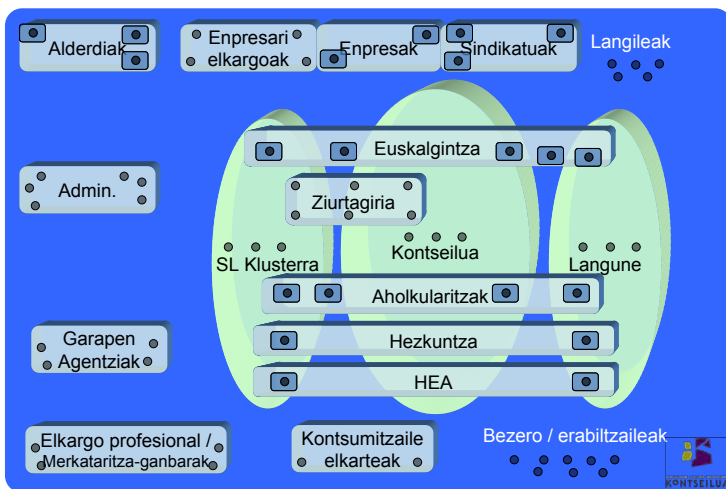 Alderdiak
Enpresari
elkargoak
Enpresak
Sindikatuak
Langileak
Euskalgintza
Admin.
Ziurtagiria
Kontseilua
SL Klusterra
Langune
Aholkularitzak
Garapen
Agentziak
Hezkuntza
HEA
Elkargo profesional /
Merkataritza-ganbarak
Kontsumitzaile
elkarteak
Bezero / erabiltzaileak
KONTSEILUA